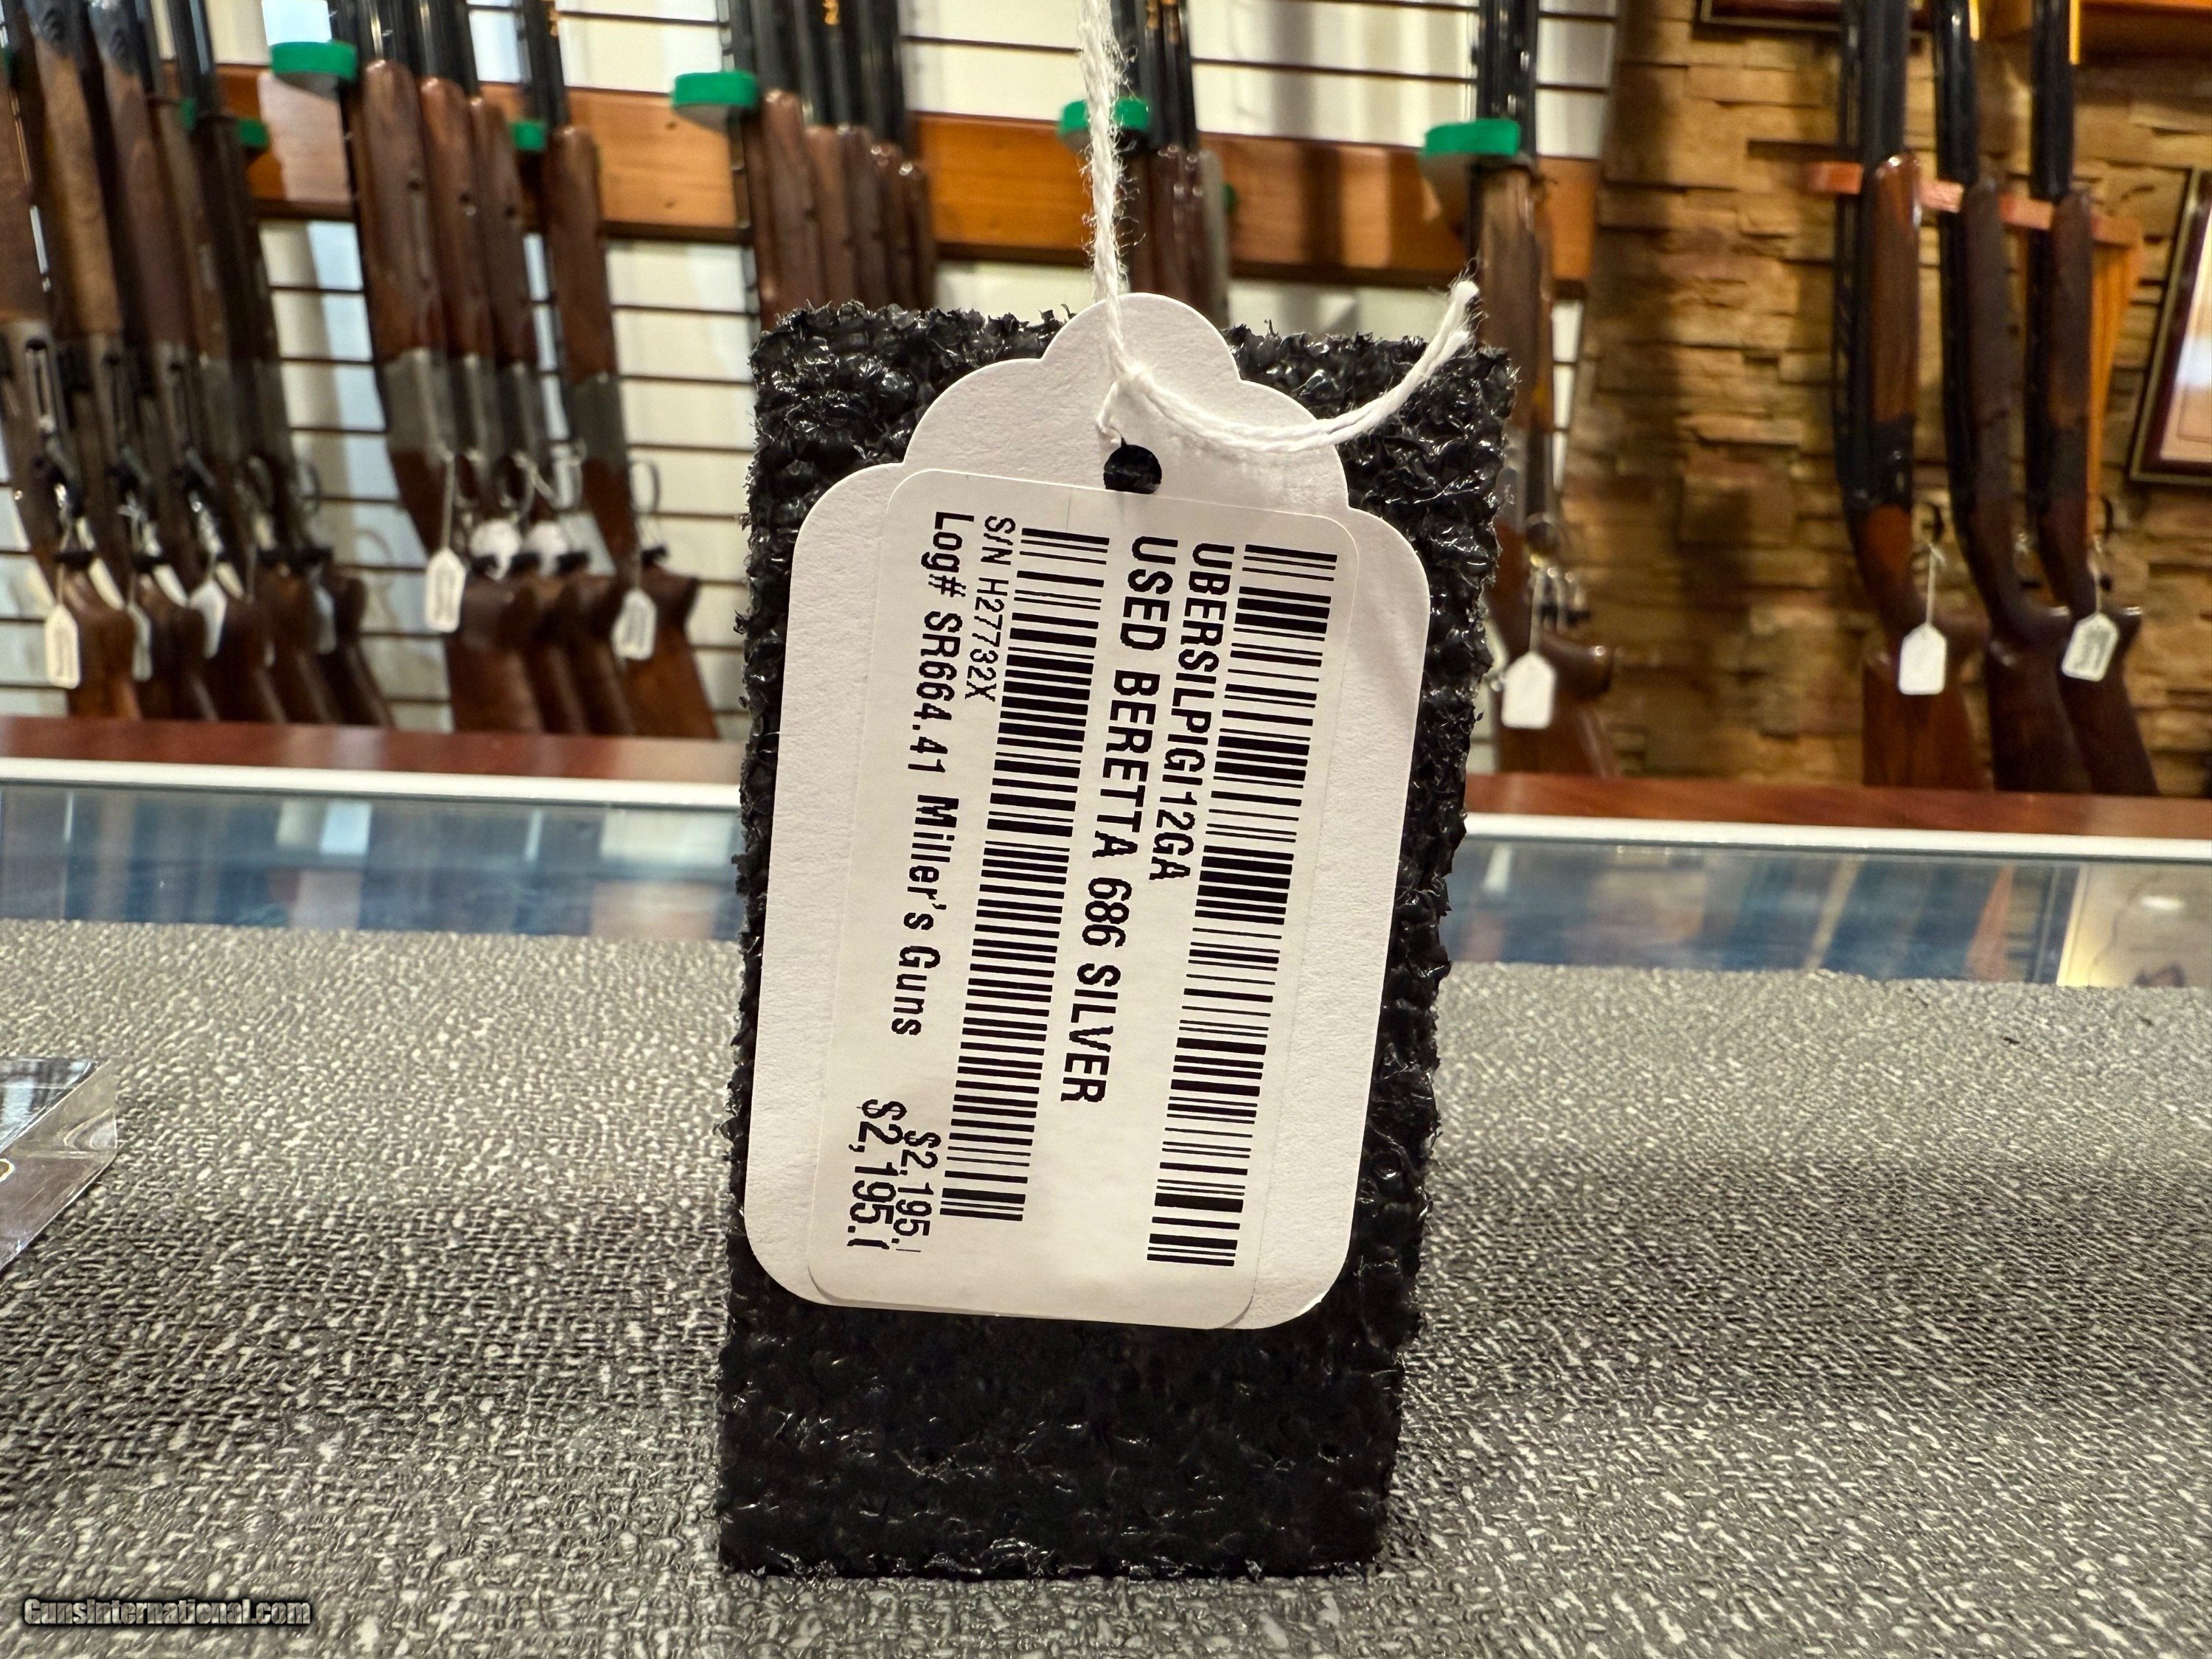 UBERSILPIGI12GA
USED BERETTA 686 SILVER
S/N H27732X
$2,195.
Log# SR664.41 Miller's Guns
$2,195.(
GunsInternational.com